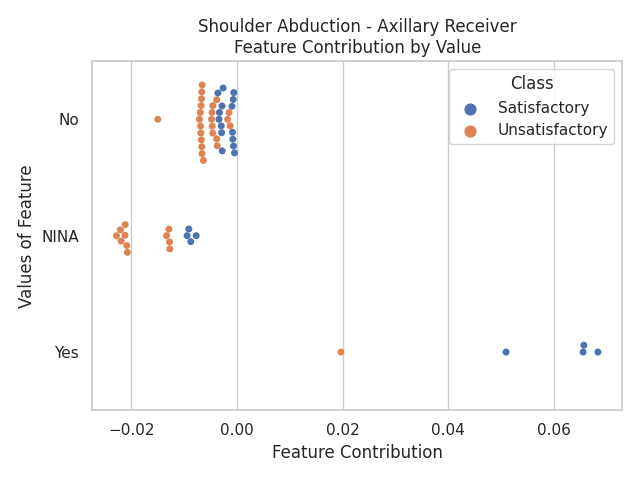 Shoulder Abduction - Axillary Receiver
Feature Contribution by Value
Class
Satisfactory
Unsatisfactory
Values of Feature
No
NINA
Yes
−0.02
0.00
0.02
0.04
0.06
Feature Contribution